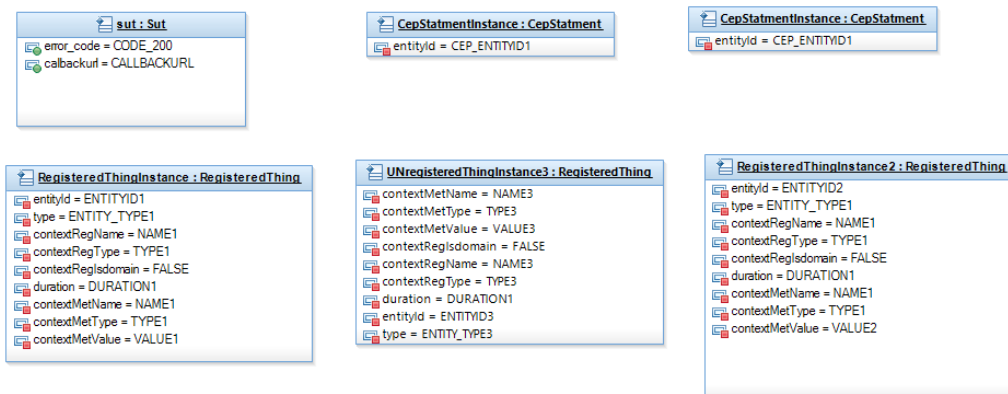 sut : Sut
error_code = CODE_200
calbackurl = CALLBACKURL
CepStatmentInstance : CepStatment
entityId = CEP_ENTITYID1
CepStatmentInstance : CepStatment
entityId = CEP_ENTITYID1
RegisteredThingInstance : RegisteredThing
entityId = ENTITYID1
type = ENTITY_TYPE1
contextRegName = NAME1
contextRegType = TYPE1
contextRegIsdomain = FALSE
duration = DURATION1
contextMetName = NAME1
contextMetType = TYPE1
contextMetValue = VALUE1
UNregisteredThingInstance3 : RegisteredThing
contextMetName = NAME3
contextMetType = TYPE3
contextMetValue = VALUE3
contextRegIsdomain = FALSE
contextRegName = NAME3
contextRegType = TYPE3
duration = DURATION1
entityId = ENTITYID3
type = ENTITY_TYPE3
RegisteredThingInstance2 : RegisteredThing
entityId = ENTITYID2
type = ENTITY_TYPE1
contextRegName = NAME1
contextRegType = TYPE1
contextRegIsdomain = FALSE
duration = DURATION1
contextMetName = NAME1
contextMetType = TYPE1
contextMetValue = VALUE2